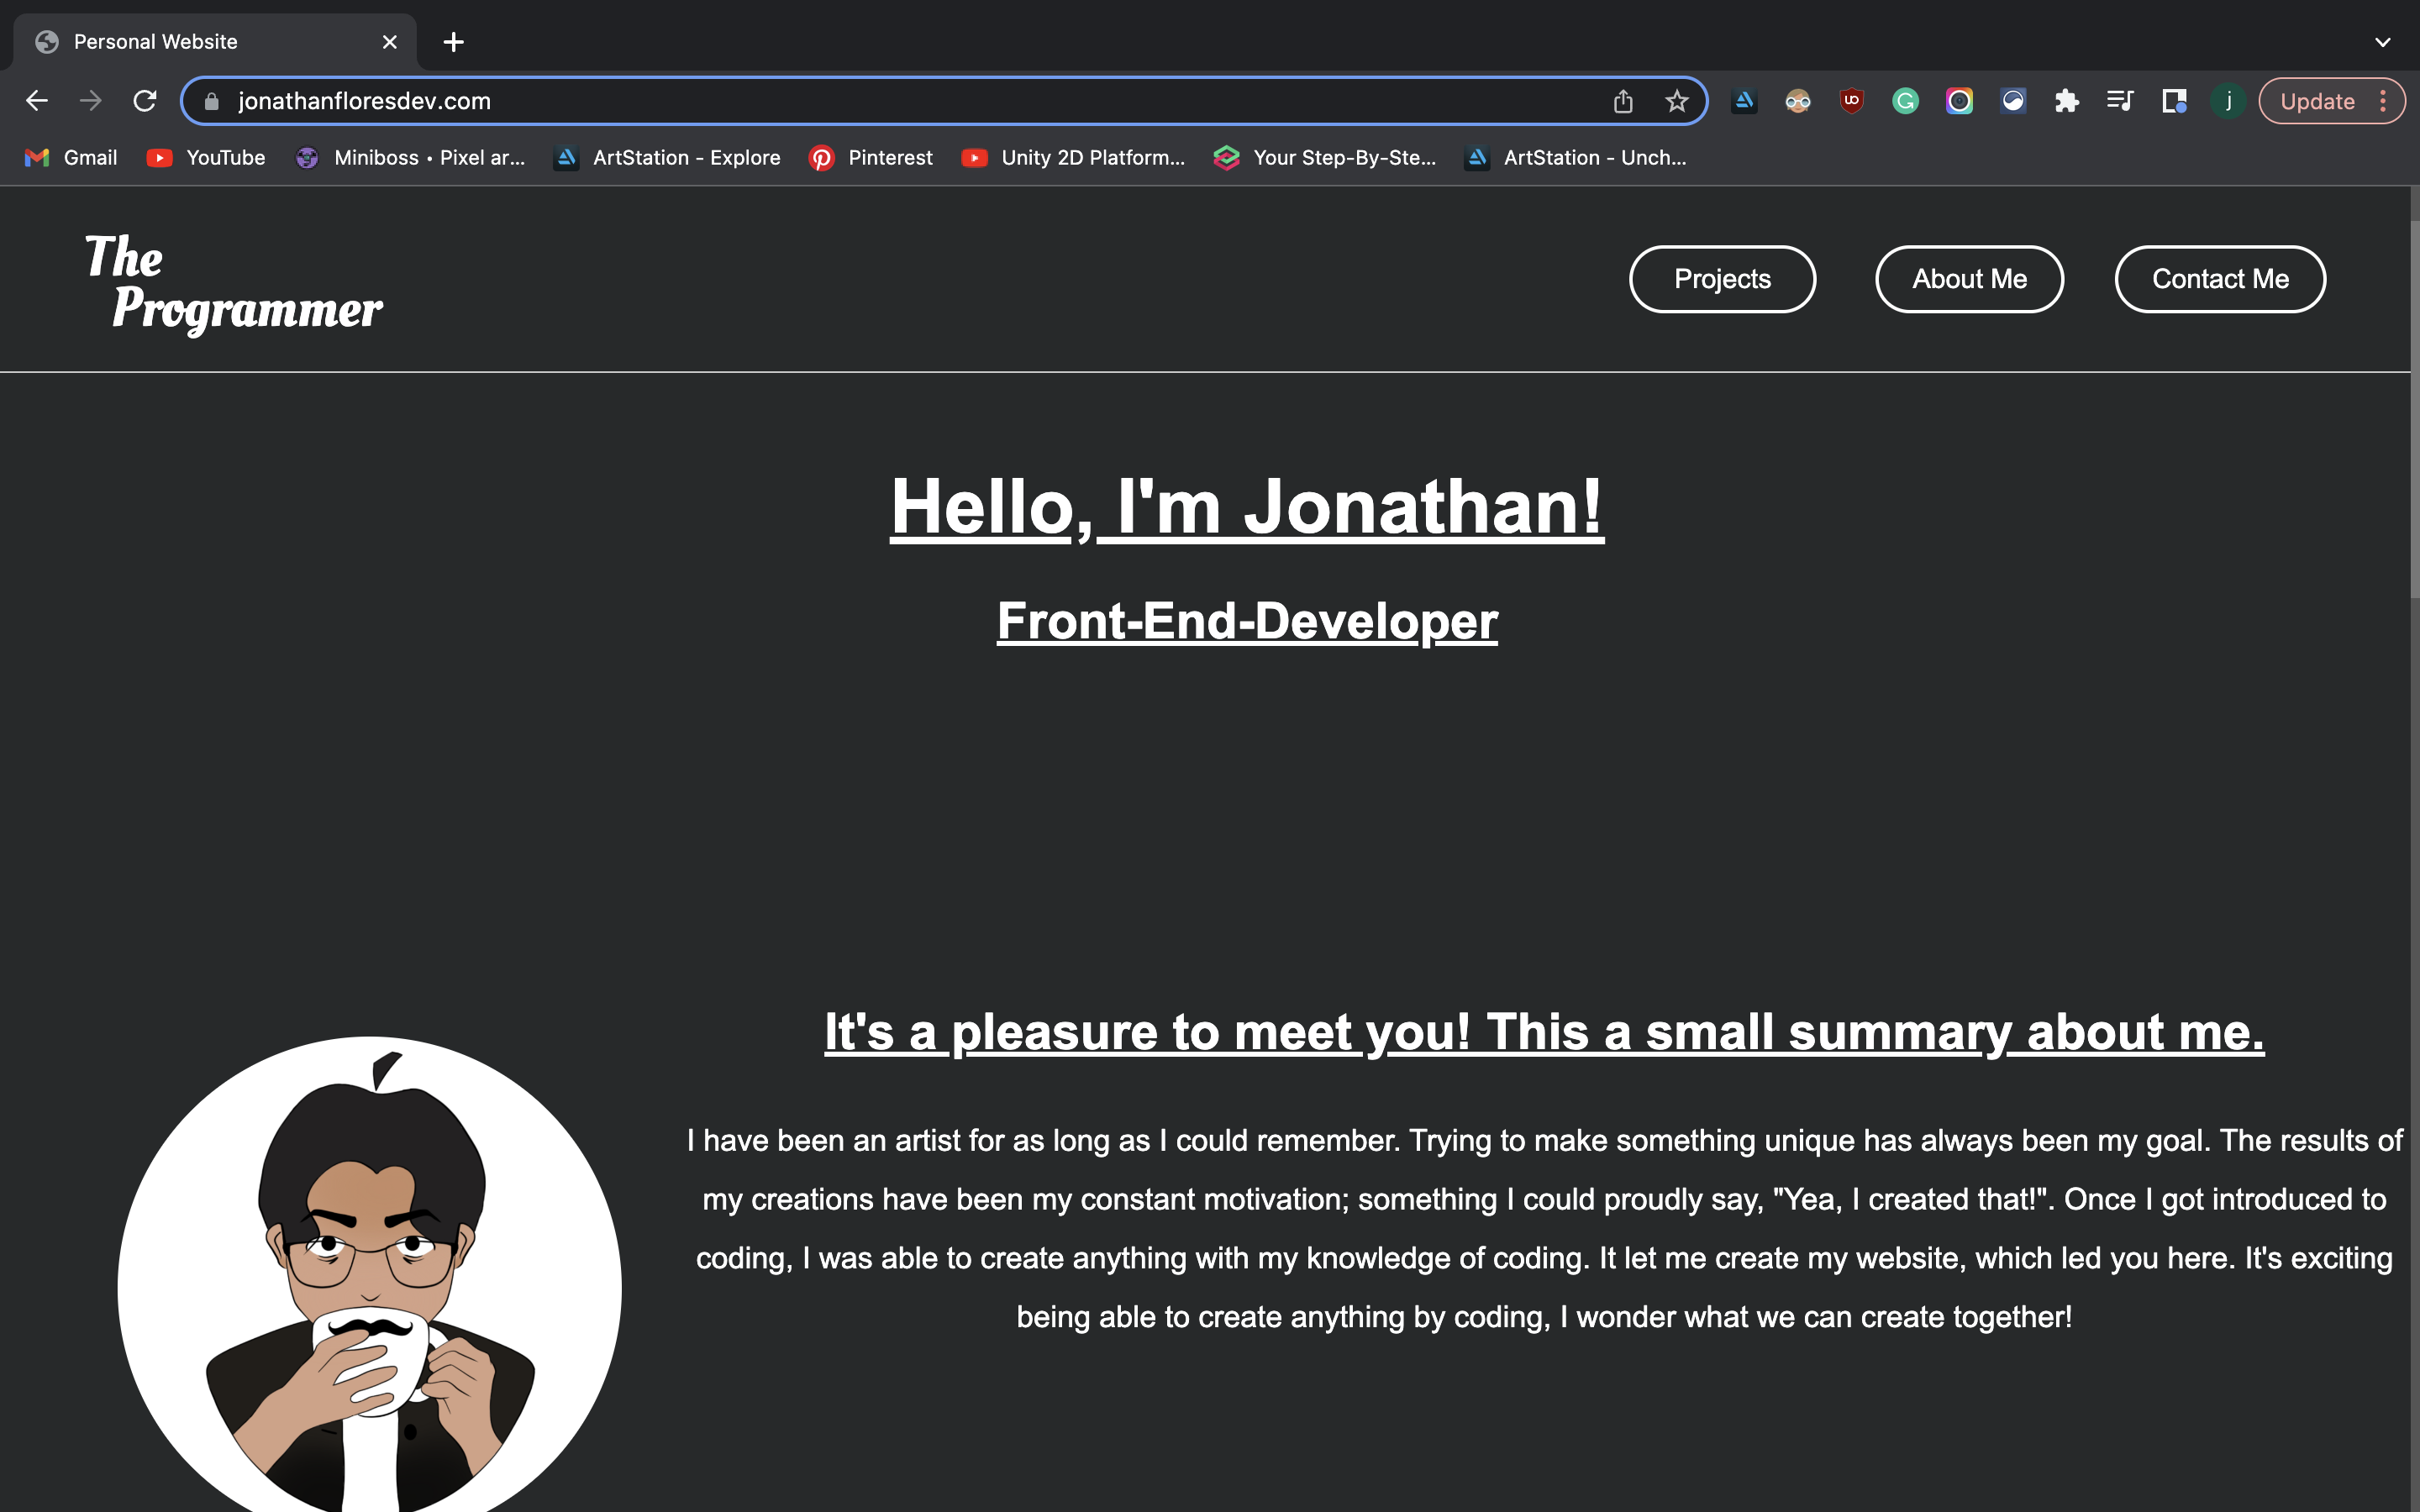 Personal Website
jonathanfloresdev.com
j
Update
Gmail YouTube Miniboss • Pixel ar... ArtStation - Explore Pinterest Unity 2D Platform... Your Step-By-Ste... ArtStation - Unch...
The
Programmer
Projects About Me Contact Me
Hello, I'm Jonathan!
Front-End-Developer
It's a pleasure to meet you! This a small summary about me.
I have been an artist for as long as I could remember. Trying to make something unique has always been my goal. The results of
my creations have been my constant motivation; something I could proudly say, "Yea, I created that!". Once I got introduced to
coding, I was able to create anything with my knowledge of coding. It let me create my website, which led you here. It's exciting
being able to create anything by coding, I wonder what we can create together!